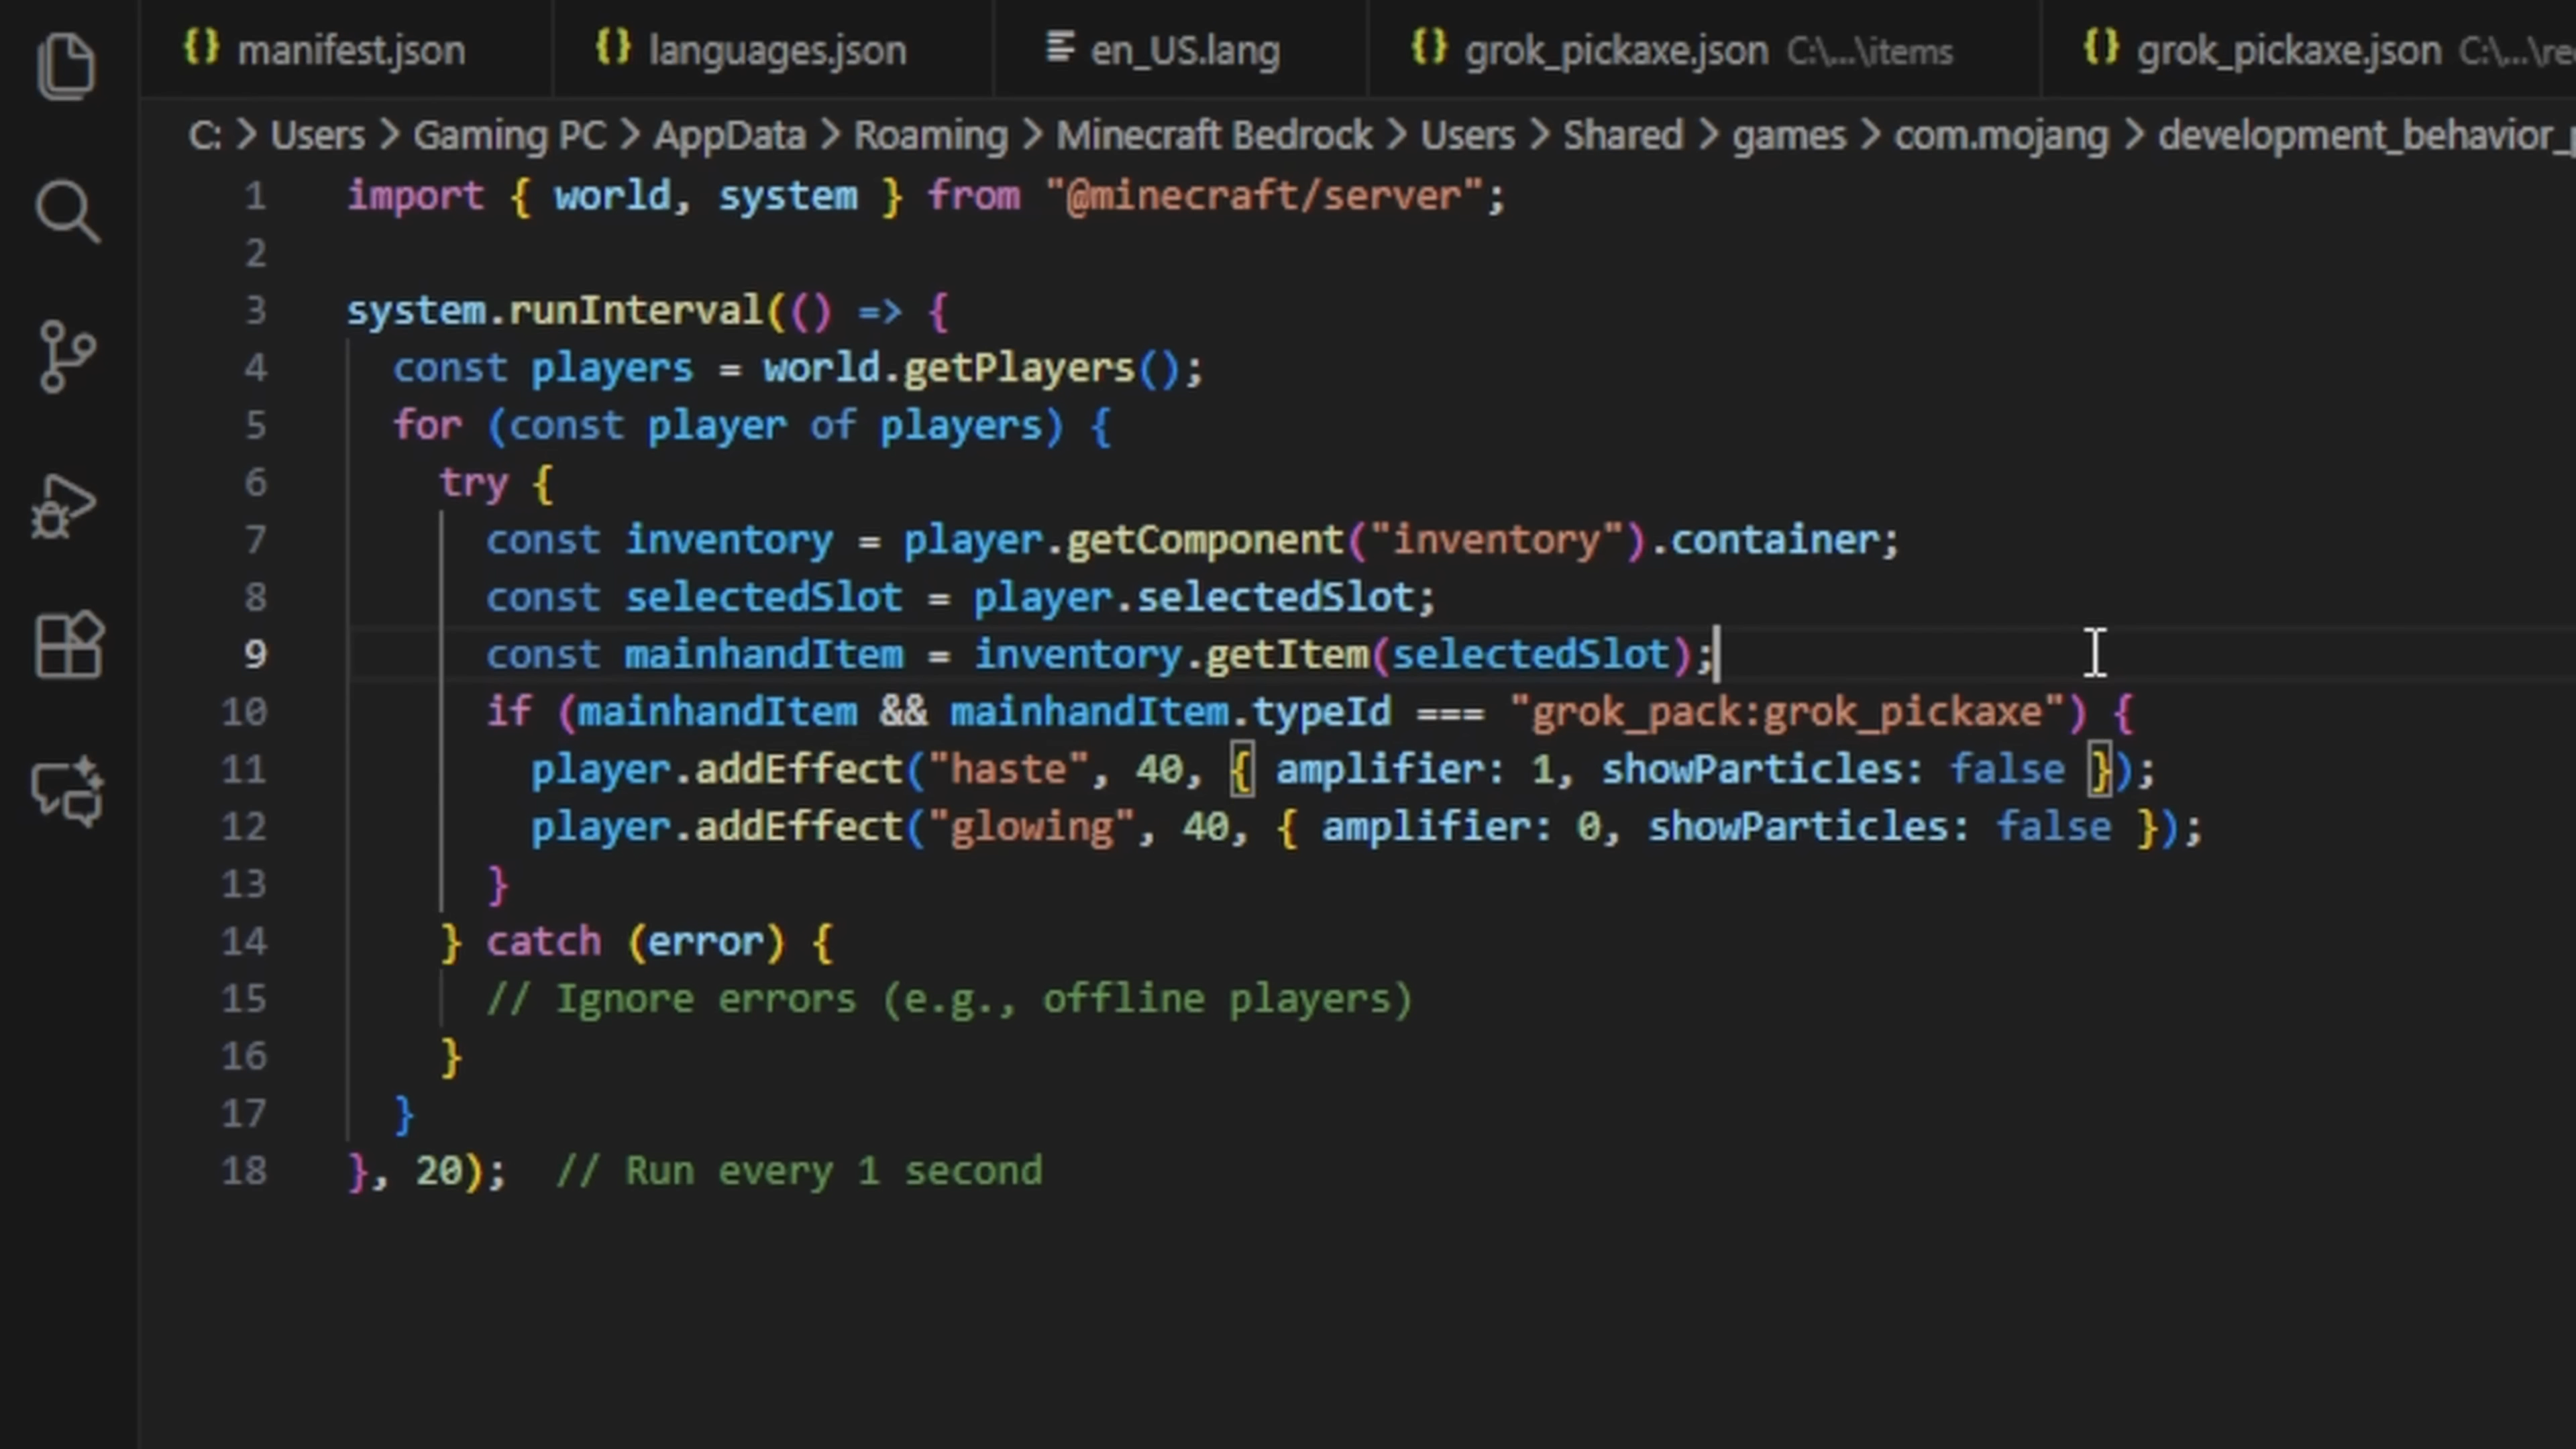 manifest.json
languages.json
en_US.lang
grok_pickaxe.json C:\...\items
grok_pickaxe.json C:\...\re
C: > Users > Gaming PC > AppData > Roaming > Minecraft Bedrock > Users > Shared > games > com.mojang > development_behavior_
1 import { world, system } from "@minecraft/server";
2
3 system.runInterval(() => {
4   const players = world.getPlayers();
5   for (const player of players) {
6     try {
7       const inventory = player.getComponent("inventory").container;
8       const selectedSlot = player.selectedSlot;
9       const mainhandItem = inventory.getItem(selectedSlot);
10       if (mainhandItem && mainhandItem.typeId === "grok_pack:grok_pickaxe") {
11         player.addEffect("haste", 40, { amplifier: 1, showParticles: false });
12         player.addEffect("glowing", 40, { amplifier: 0, showParticles: false });
13       }
14     } catch (error) {
15       // Ignore errors (e.g., offline players)
16     }
17   }
18 }, 20);  // Run every 1 second